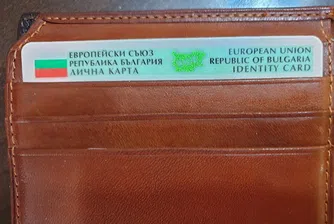 ЕВРОПЕЙСКИ СЪЮЗ
РЕПУБЛИКА БЪЛГАРИЯ
ЛИЧНА КАРТА
EUROPEAN UNION
REPUBLIC OF BULGARIA
IDENTITY CARD